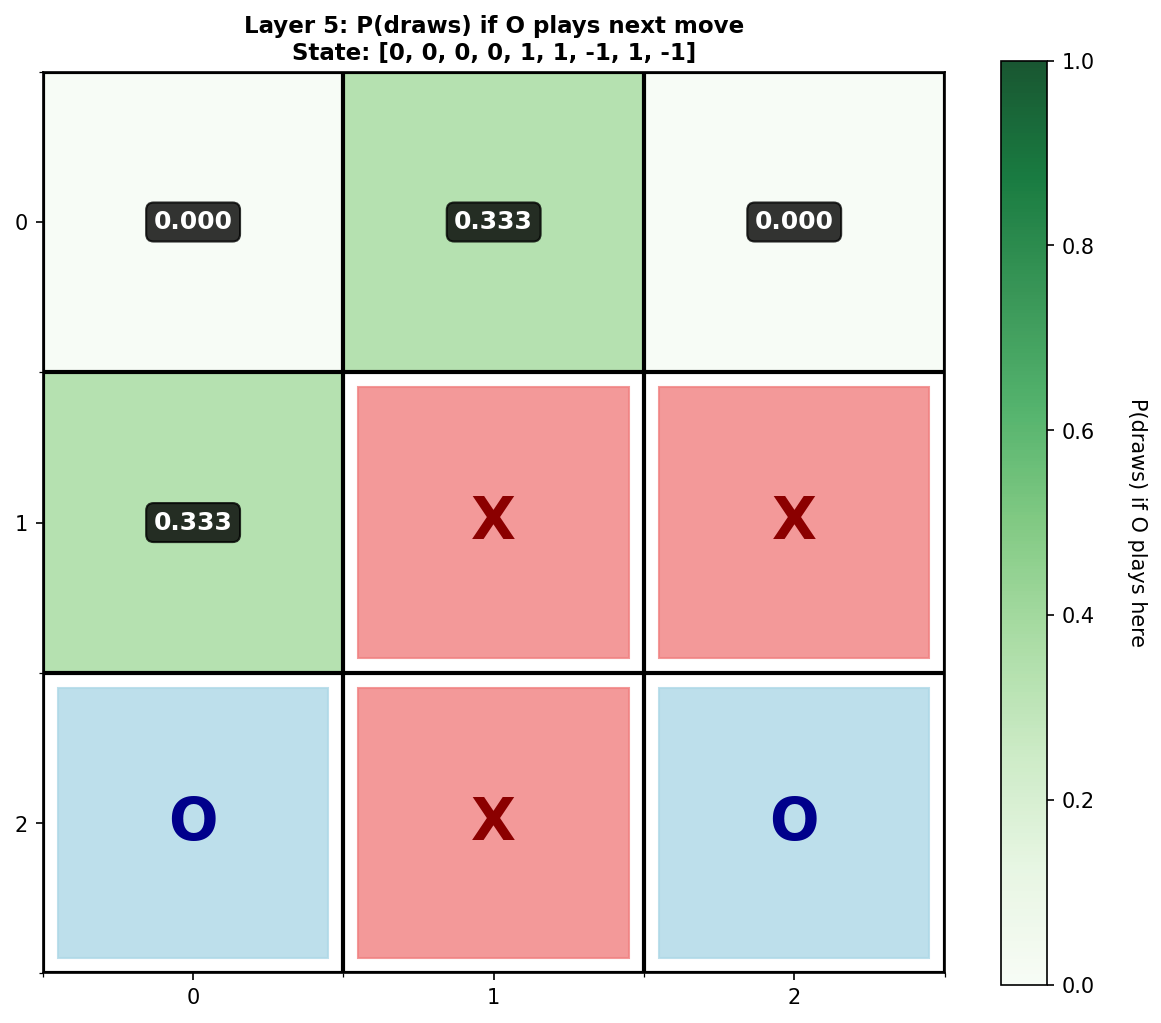 Layer 5: P(draws) if O plays next move
State: [0, 0, 0, 0, 1, 1, -1, 1, -1]
0.000
0.333
0.000
0.333
X
X
O
X
O
0
1
2
0
1
2
1.0
0.8
0.6
0.4
0.2
0.0
P(draws) if O plays here